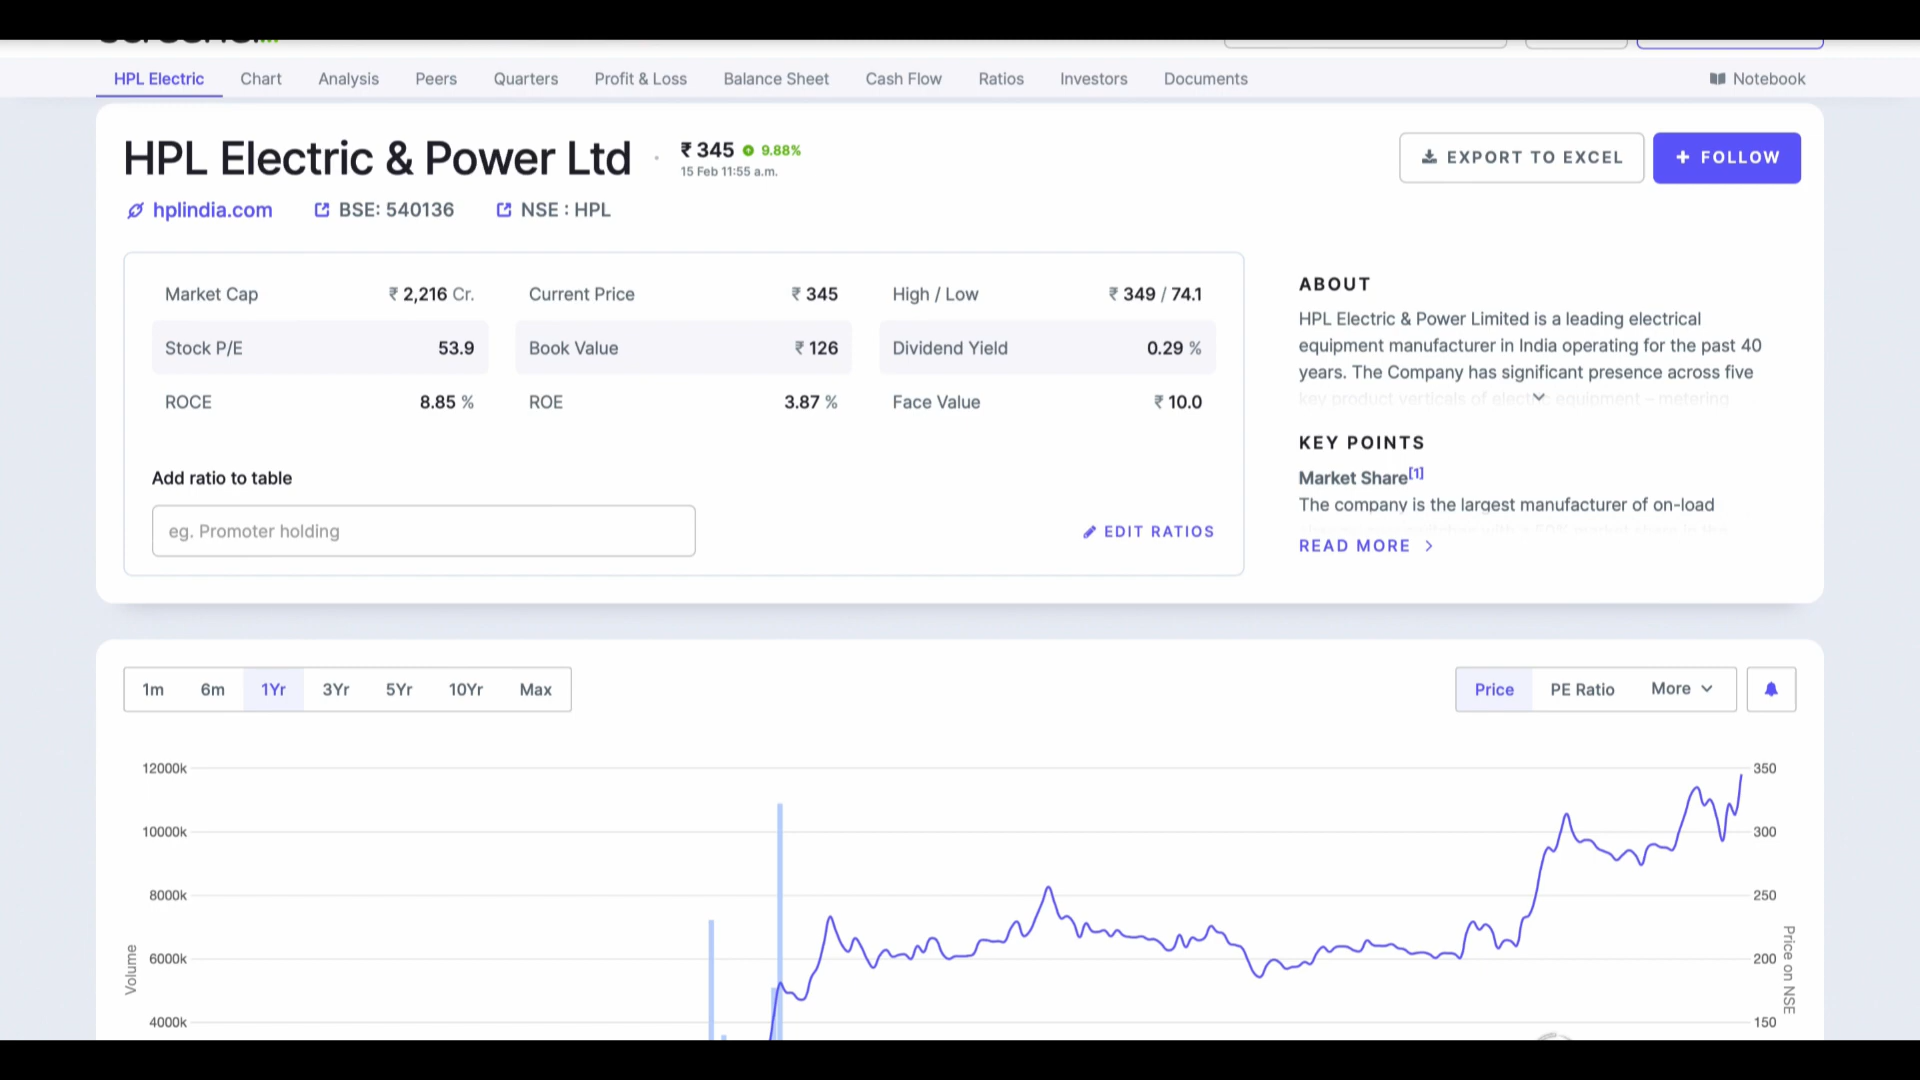 HPL Electric Chart Analysis Peers Quarters Profit & Loss Balance Sheet Cash Flow Ratios Investors Documents Notebook
HPL Electric & Power Ltd
₹ 345 9.88%
15 Feb 11:55 a.m.
EXPORT TO EXCEL
+ FOLLOW
hplindia.com BSE: 540136 NSE : HPL
Market Cap ₹ 2,216 Cr. Current Price ₹ 345 High / Low ₹ 349 / 74.1
Stock P/E 53.9 Book Value ₹ 126 Dividend Yield 0.29 %
ROCE 8.85 % ROE 3.87 % Face Value ₹ 10.0
Add ratio to table
eg. Promoter holding
EDIT RATIOS
ABOUT
HPL Electric & Power Limited is a leading electrical
equipment manufacturer in India operating for the past 40
years. The Company has significant presence across five
key product verticals of electric equipment – metering
KEY POINTS
Market Share[1]
The company is the largest manufacturer of on-load
READ MORE
1m 6m 1Yr 3Yr 5Yr 10Yr Max
Price PE Ratio More
12000k 350
10000k 300
8000k 250
6000k 200
4000k 150
Volume
Price on NSE